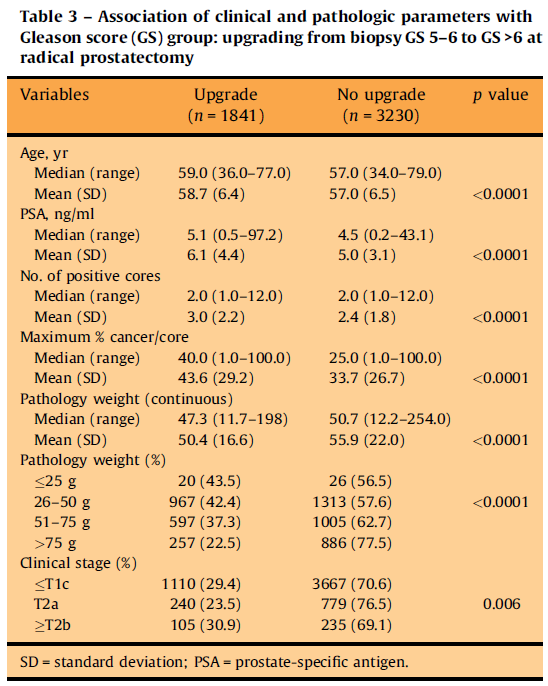 Table 3 – Association of clinical and pathologic parameters with
Gleason score (GS) group: upgrading from biopsy GS 5–6 to GS >6 at
radical prostatectomy
Variables Upgrade No upgrade p value
(n = 1841) (n = 3230)
Age, yr
Median (range) 59.0 (36.0–77.0) 57.0 (34.0–79.0)
Mean (SD) 58.7 (6.4) 57.0 (6.5) <0.0001
PSA, ng/ml
Median (range) 5.1 (0.5–97.2) 4.5 (0.2–43.1)
Mean (SD) 6.1 (4.4) 5.0 (3.1) <0.0001
No. of positive cores
Median (range) 2.0 (1.0–12.0) 2.0 (1.0–12.0)
Mean (SD) 3.0 (2.2) 2.4 (1.8) <0.0001
Maximum % cancer/core
Median (range) 40.0 (1.0–100.0) 25.0 (1.0–100.0)
Mean (SD) 43.6 (29.2) 33.7 (26.7) <0.0001
Pathology weight (continuous)
Median (range) 47.3 (11.7–198) 50.7 (12.2–254.0)
Mean (SD) 50.4 (16.6) 55.9 (22.0) <0.0001
Pathology weight (%)
≤25 g 20 (43.5) 26 (56.5)
26–50 g 967 (42.4) 1313 (57.6) <0.0001
51–75 g 597 (37.3) 1005 (62.7)
>75 g 257 (22.5) 886 (77.5)
Clinical stage (%)
≤T1c 1110 (29.4) 3667 (70.6)
T2a 240 (23.5) 779 (76.5) 0.006
≥T2b 105 (30.9) 235 (69.1)
SD = standard deviation; PSA = prostate-specific antigen.